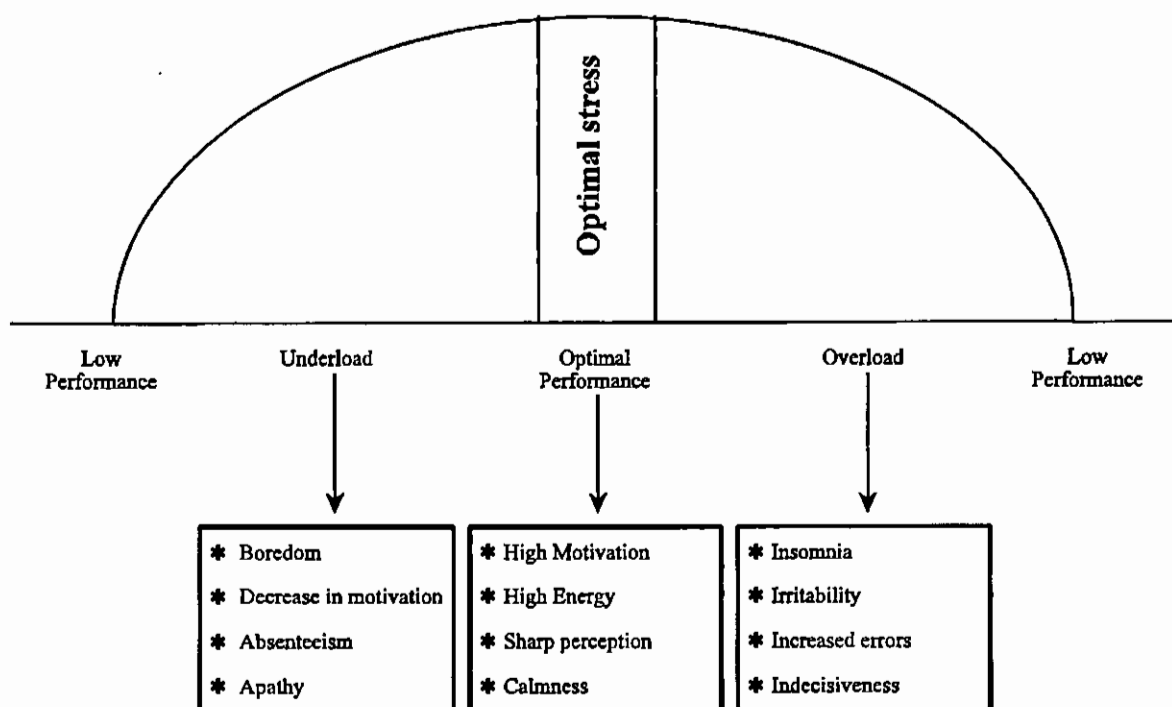 Optimal stress
Low
Performance
Underload
Optimal
Performance
Overload
Low
Performance
* Boredom
* Decrease in motivation
* Absenteeism
* Apathy
* High Motivation
* High Energy
* Sharp perception
* Calmness
* Insomnia
* Irritability
* Increased errors
* Indecisiveness